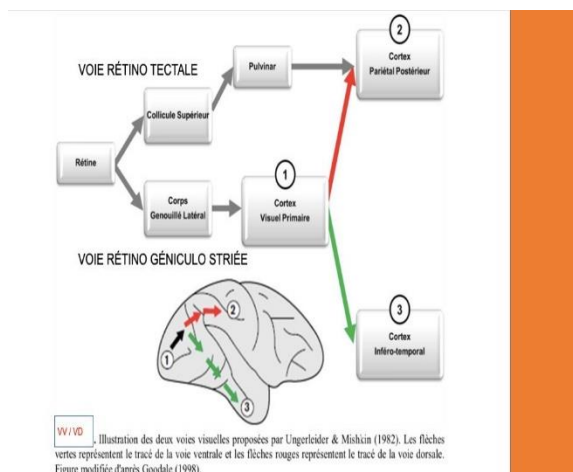 2
Cortex
Pariétal Postérieur
VOIE RÉTINO TECTALE
Pulvinar
Collicule Supérieur
Rétine
1
Cortex
Visuel Primaire
Corps
Genouillé Latéral
VOIE RÉTINO GÉNICULO STRIÉE
3
Cortex
Inféro-temporal
1
2
3
VV / VD
. Illustration des deux voies visuelles proposées par Ungerleider & Mishkin (1982). Les flèches
vertes représentent le tracé de la voie ventrale et les flèches rouges représentent le tracé de la voie dorsale.
Figure modifiée d'après Goodale (1998).